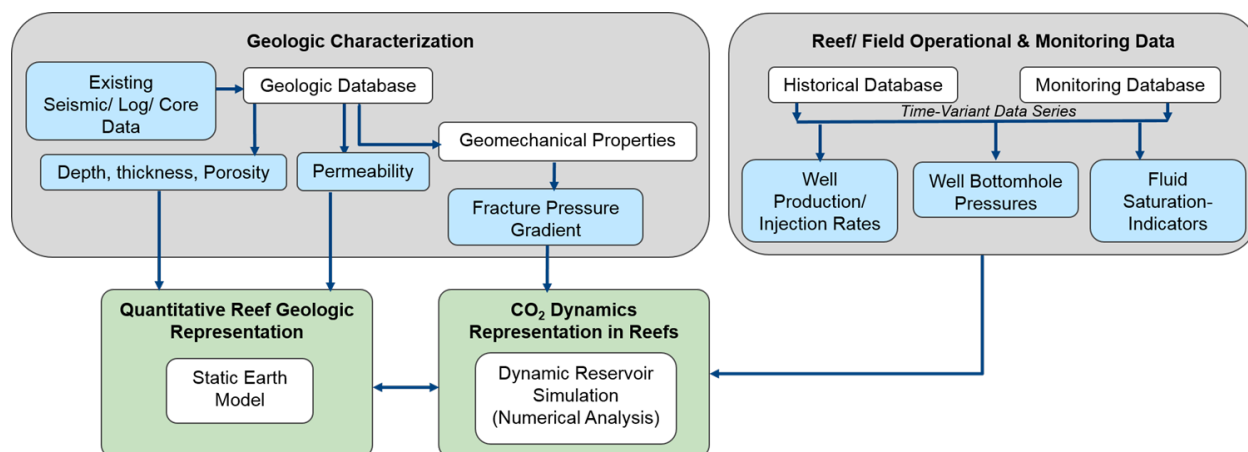 Geologic Characterization
Existing
Seismic/ Log/ Core
Data
Geologic Database
Geomechanical Properties
Depth, thickness, Porosity
Permeability
Fracture Pressure
Gradient
Reef/ Field Operational & Monitoring Data
Historical Database
Monitoring Database
Time-Variant Data Series
Well
Production/
Injection Rates
Well Bottomhole
Pressures
Fluid
Saturation-
Indicators
Quantitative Reef Geologic
Representation
Static Earth
Model
CO₂ Dynamics
Representation in Reefs
Dynamic Reservoir
Simulation
(Numerical Analysis)